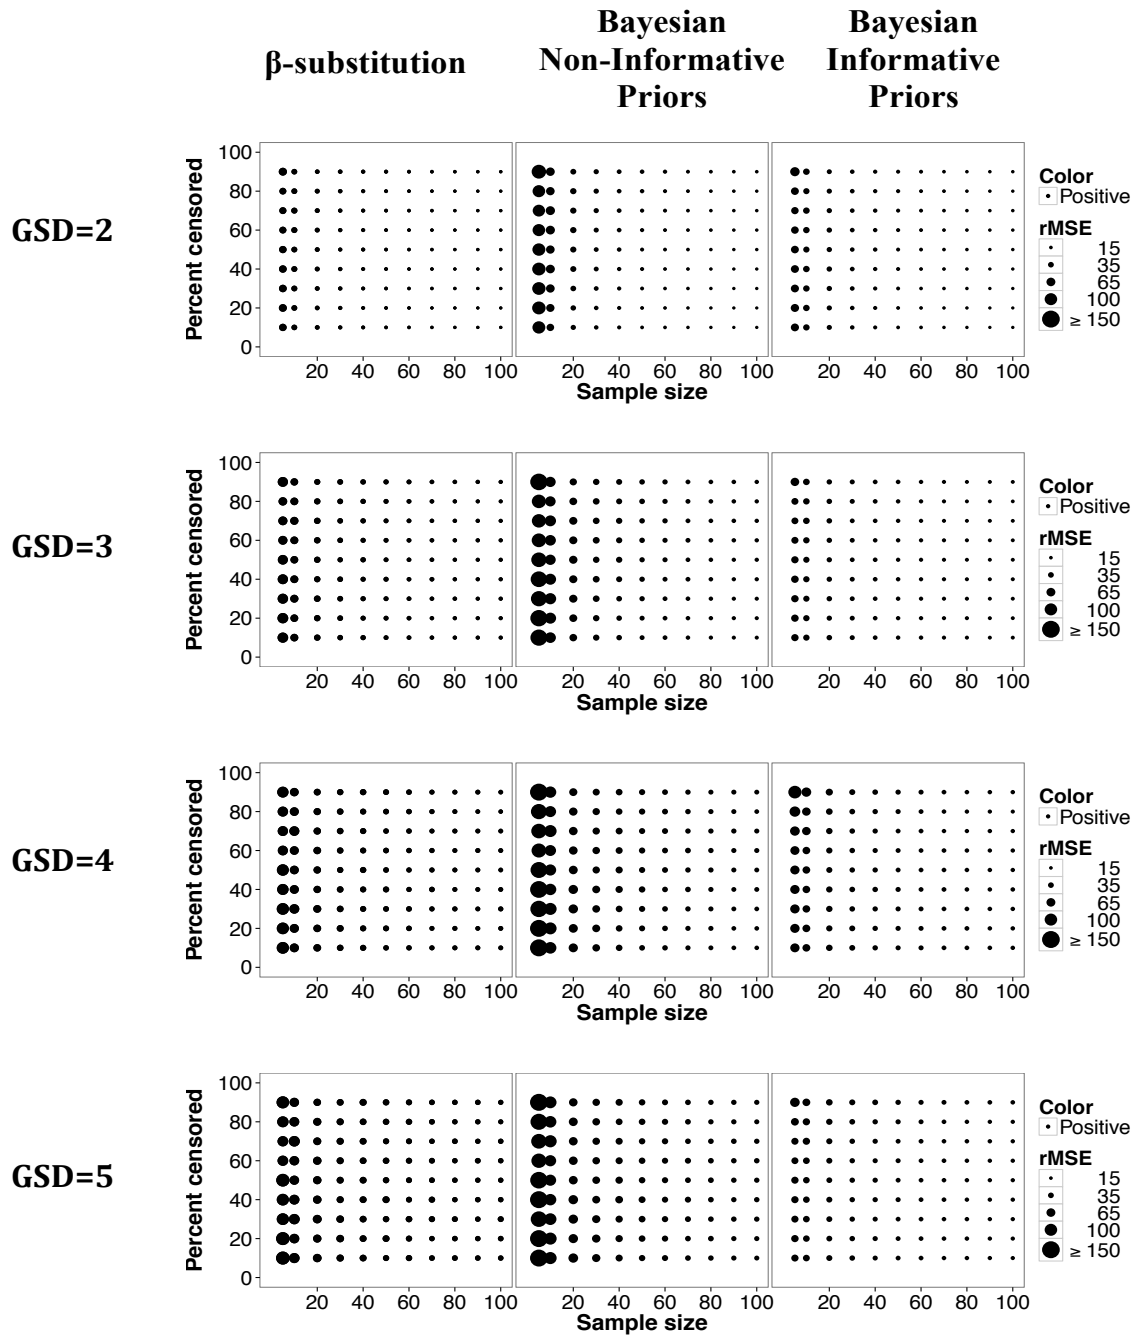 β-substitution
Bayesian
Non-Informative
Priors
Bayesian
Informative
Priors
GSD=2
Percent censored
100
80
60
40
20
0
20 40 60 80 100
20 40 60 80 100
20 40 60 80 100
Sample size
Color
Positive
rMSE
15
35
65
100
≥ 150
GSD=3
Percent censored
100
80
60
40
20
0
20 40 60 80 100
20 40 60 80 100
20 40 60 80 100
Sample size
Color
Positive
rMSE
15
35
65
100
≥ 150
GSD=4
Percent censored
100
80
60
40
20
0
20 40 60 80 100
20 40 60 80 100
20 40 60 80 100
Sample size
Color
Positive
rMSE
15
35
65
100
≥ 150
GSD=5
Percent censored
100
80
60
40
20
0
20 40 60 80 100
20 40 60 80 100
20 40 60 80 100
Sample size
Color
Positive
rMSE
15
35
65
100
≥ 150